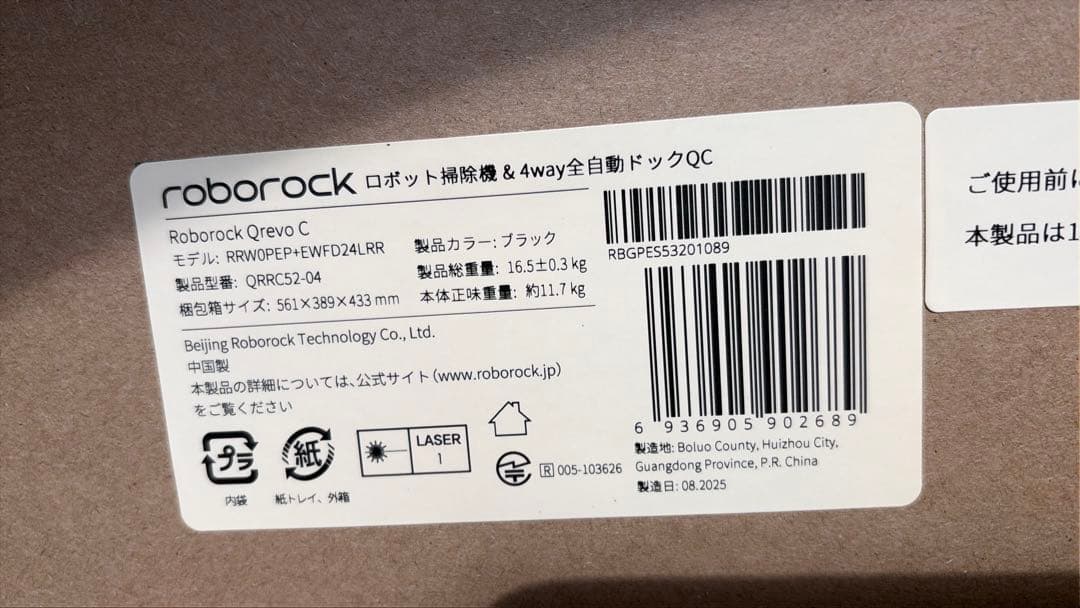 roborock ロボット掃除機 & 4way全自動ドックQC
Roborock Qrevo C
モデル: RRW0PEP+EWFD24LRR
製品型番: QRRC52-04
梱包箱サイズ: 561×389×433 mm
製品カラー: ブラック
製品総重量: 16.5±0.3 kg
本体正味重量: 約11.7 kg
RBGPES53201089
Beijing Roborock Technology Co., Ltd.
中国製
本製品の詳細については、公式サイト(www.roborock.jp)
をご覧ください
6 936905 902689
プラ
内袋
紙
紙トレイ、外箱
LASER
1
R 005-103626
製造地: Boluo County, Huizhou City,
Guangdong Province, P.R. China
製造日: 08.2025
ご使用前に
本製品は1